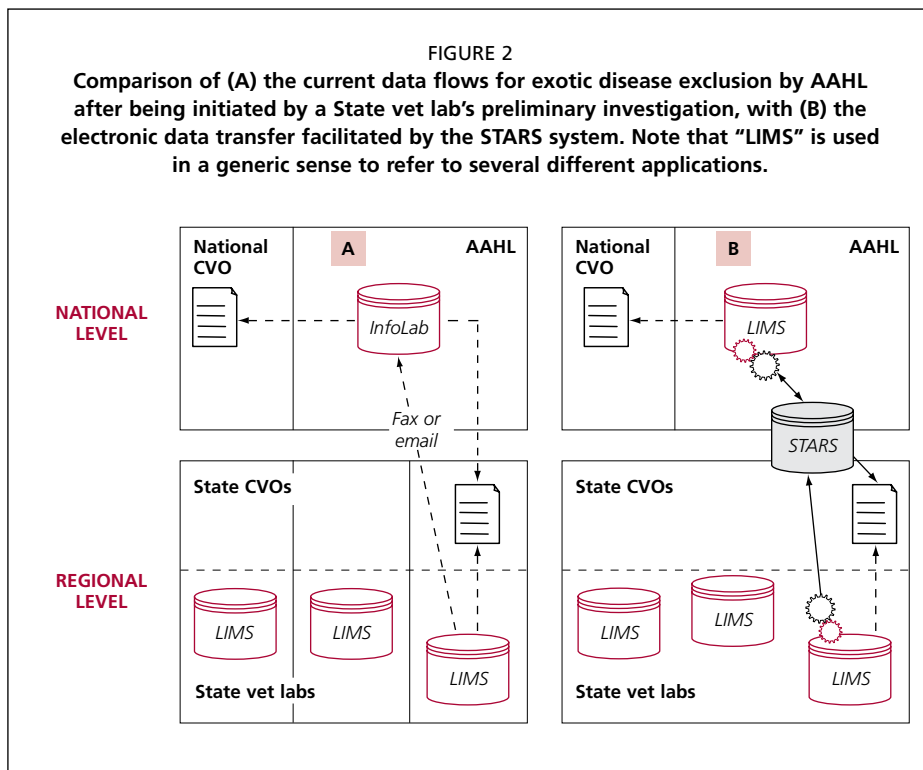 FIGURE 2
Comparison of (A) the current data flows for exotic disease exclusion by AAHL
after being initiated by a State vet lab's preliminary investigation, with (B) the
electronic data transfer facilitated by the STARS system. Note that “LIMS” is used
in a generic sense to refer to several different applications.
NATIONAL
LEVEL
REGIONAL
LEVEL
National
CVO
A
AAHL
InfoLab
Fax or
email
State CVOs
LIMS
LIMS
LIMS
State vet labs
National
CVO
B
AAHL
LIMS
STARS
State CVOs
LIMS
LIMS
LIMS
State vet labs